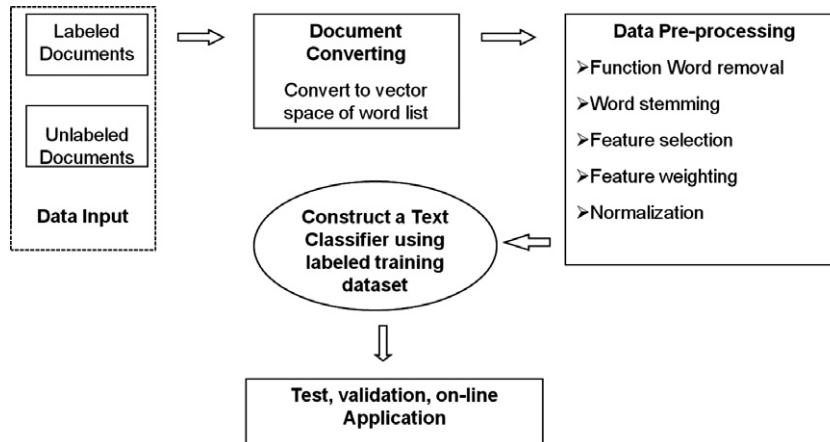 Labeled
Documents
Unlabeled
Documents
Data Input
Document
Converting
Convert to vector
space of word list
Data Pre-processing
➢Function Word removal
➢Word stemming
➢Feature selection
➢Feature weighting
➢Normalization
Construct a Text
Classifier using
labeled training
dataset
Test, validation, on-line
Application